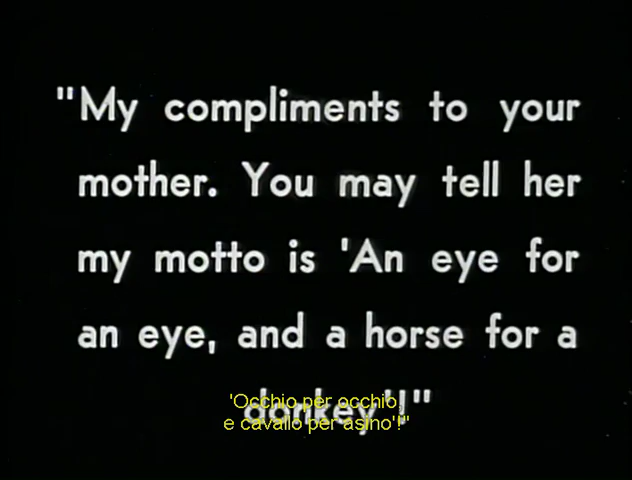 "My compliments to your
mother. You may tell her
my motto is 'An eye for
an eye, and a horse for a
donkey'!"
'Occhio per occhio,
e cavallo per asino'!"